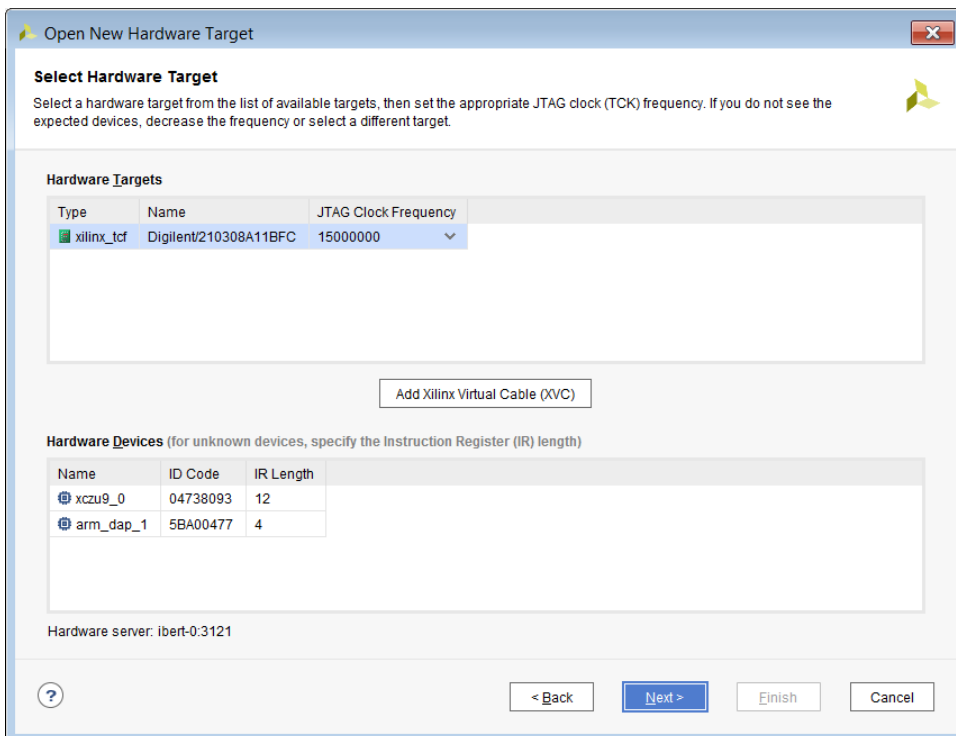 Open New Hardware Target
Select Hardware Target
Select a hardware target from the list of available targets, then set the appropriate JTAG clock (TCK) frequency. If you do not see the
expected devices, decrease the frequency or select a different target.
Hardware Targets
Type Name JTAG Clock Frequency
xilinx_tcf Digilent/210308A11BFC 15000000
Add Xilinx Virtual Cable (XVC)
Hardware Devices (for unknown devices, specify the Instruction Register (IR) length)
Name ID Code IR Length
xczu9_0 04738093 12
arm_dap_1 5BA00477 4
Hardware server: ibert-0:3121
? < Back Next > Finish Cancel